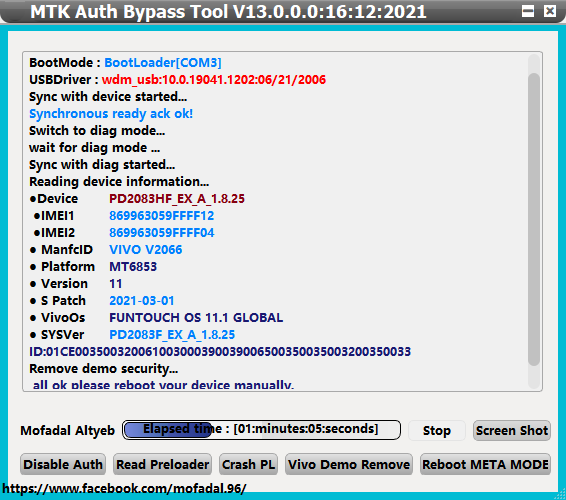 MTK Auth Bypass Tool V13.0.0.0:16:12:2021
BootMode : BootLoader[COM3]
USBDriver : wdm_usb:10.0.19041.1202:06/21/2006
Sync with device started...
Synchronous ready ack ok!
Switch to diag mode...
wait for diag mode ...
Sync with diag started...
Reading device information...
●Device PD2083HF_EX_A_1.8.25
●IMEI1 869963059FFFF12
●IMEI2 869963059FFFF04
● ManfcID VIVO V2066
● Platform MT6853
● Version 11
● S Patch 2021-03-01
● VivoOs FUNTOUCH OS 11.1 GLOBAL
● SYSVer PD2083F_EX_A_1.8.25
ID:01CE003500320061003000390039006500350035003200350033
Remove demo security...
all ok please reboot your device manually.
Mofadal Altyeb Elapsed time : [01:minutes:05:seconds] Stop Screen Shot
Disable Auth Read Preloader Crash PL Vivo Demo Remove Reboot META MODE
https://www.facebook.com/mofadal.96/